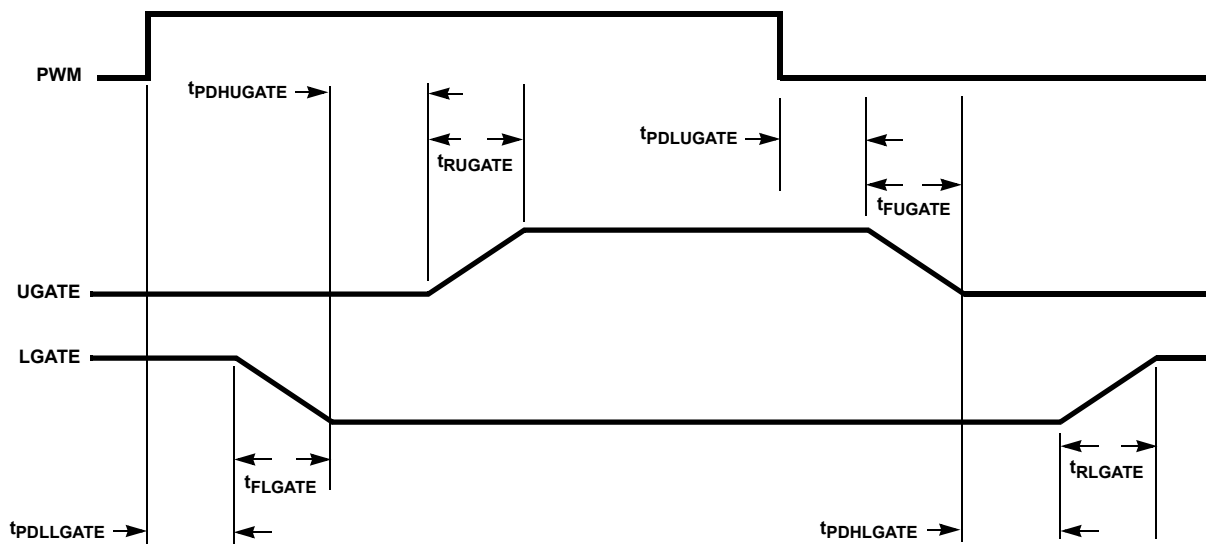 PWM
tPDHUGATE
tRUGATE
tPDLUGATE
tFUGATE
UGATE
LGATE
tFLGATE
tRLGATE
tPDLLGATE
tPDHLGATE